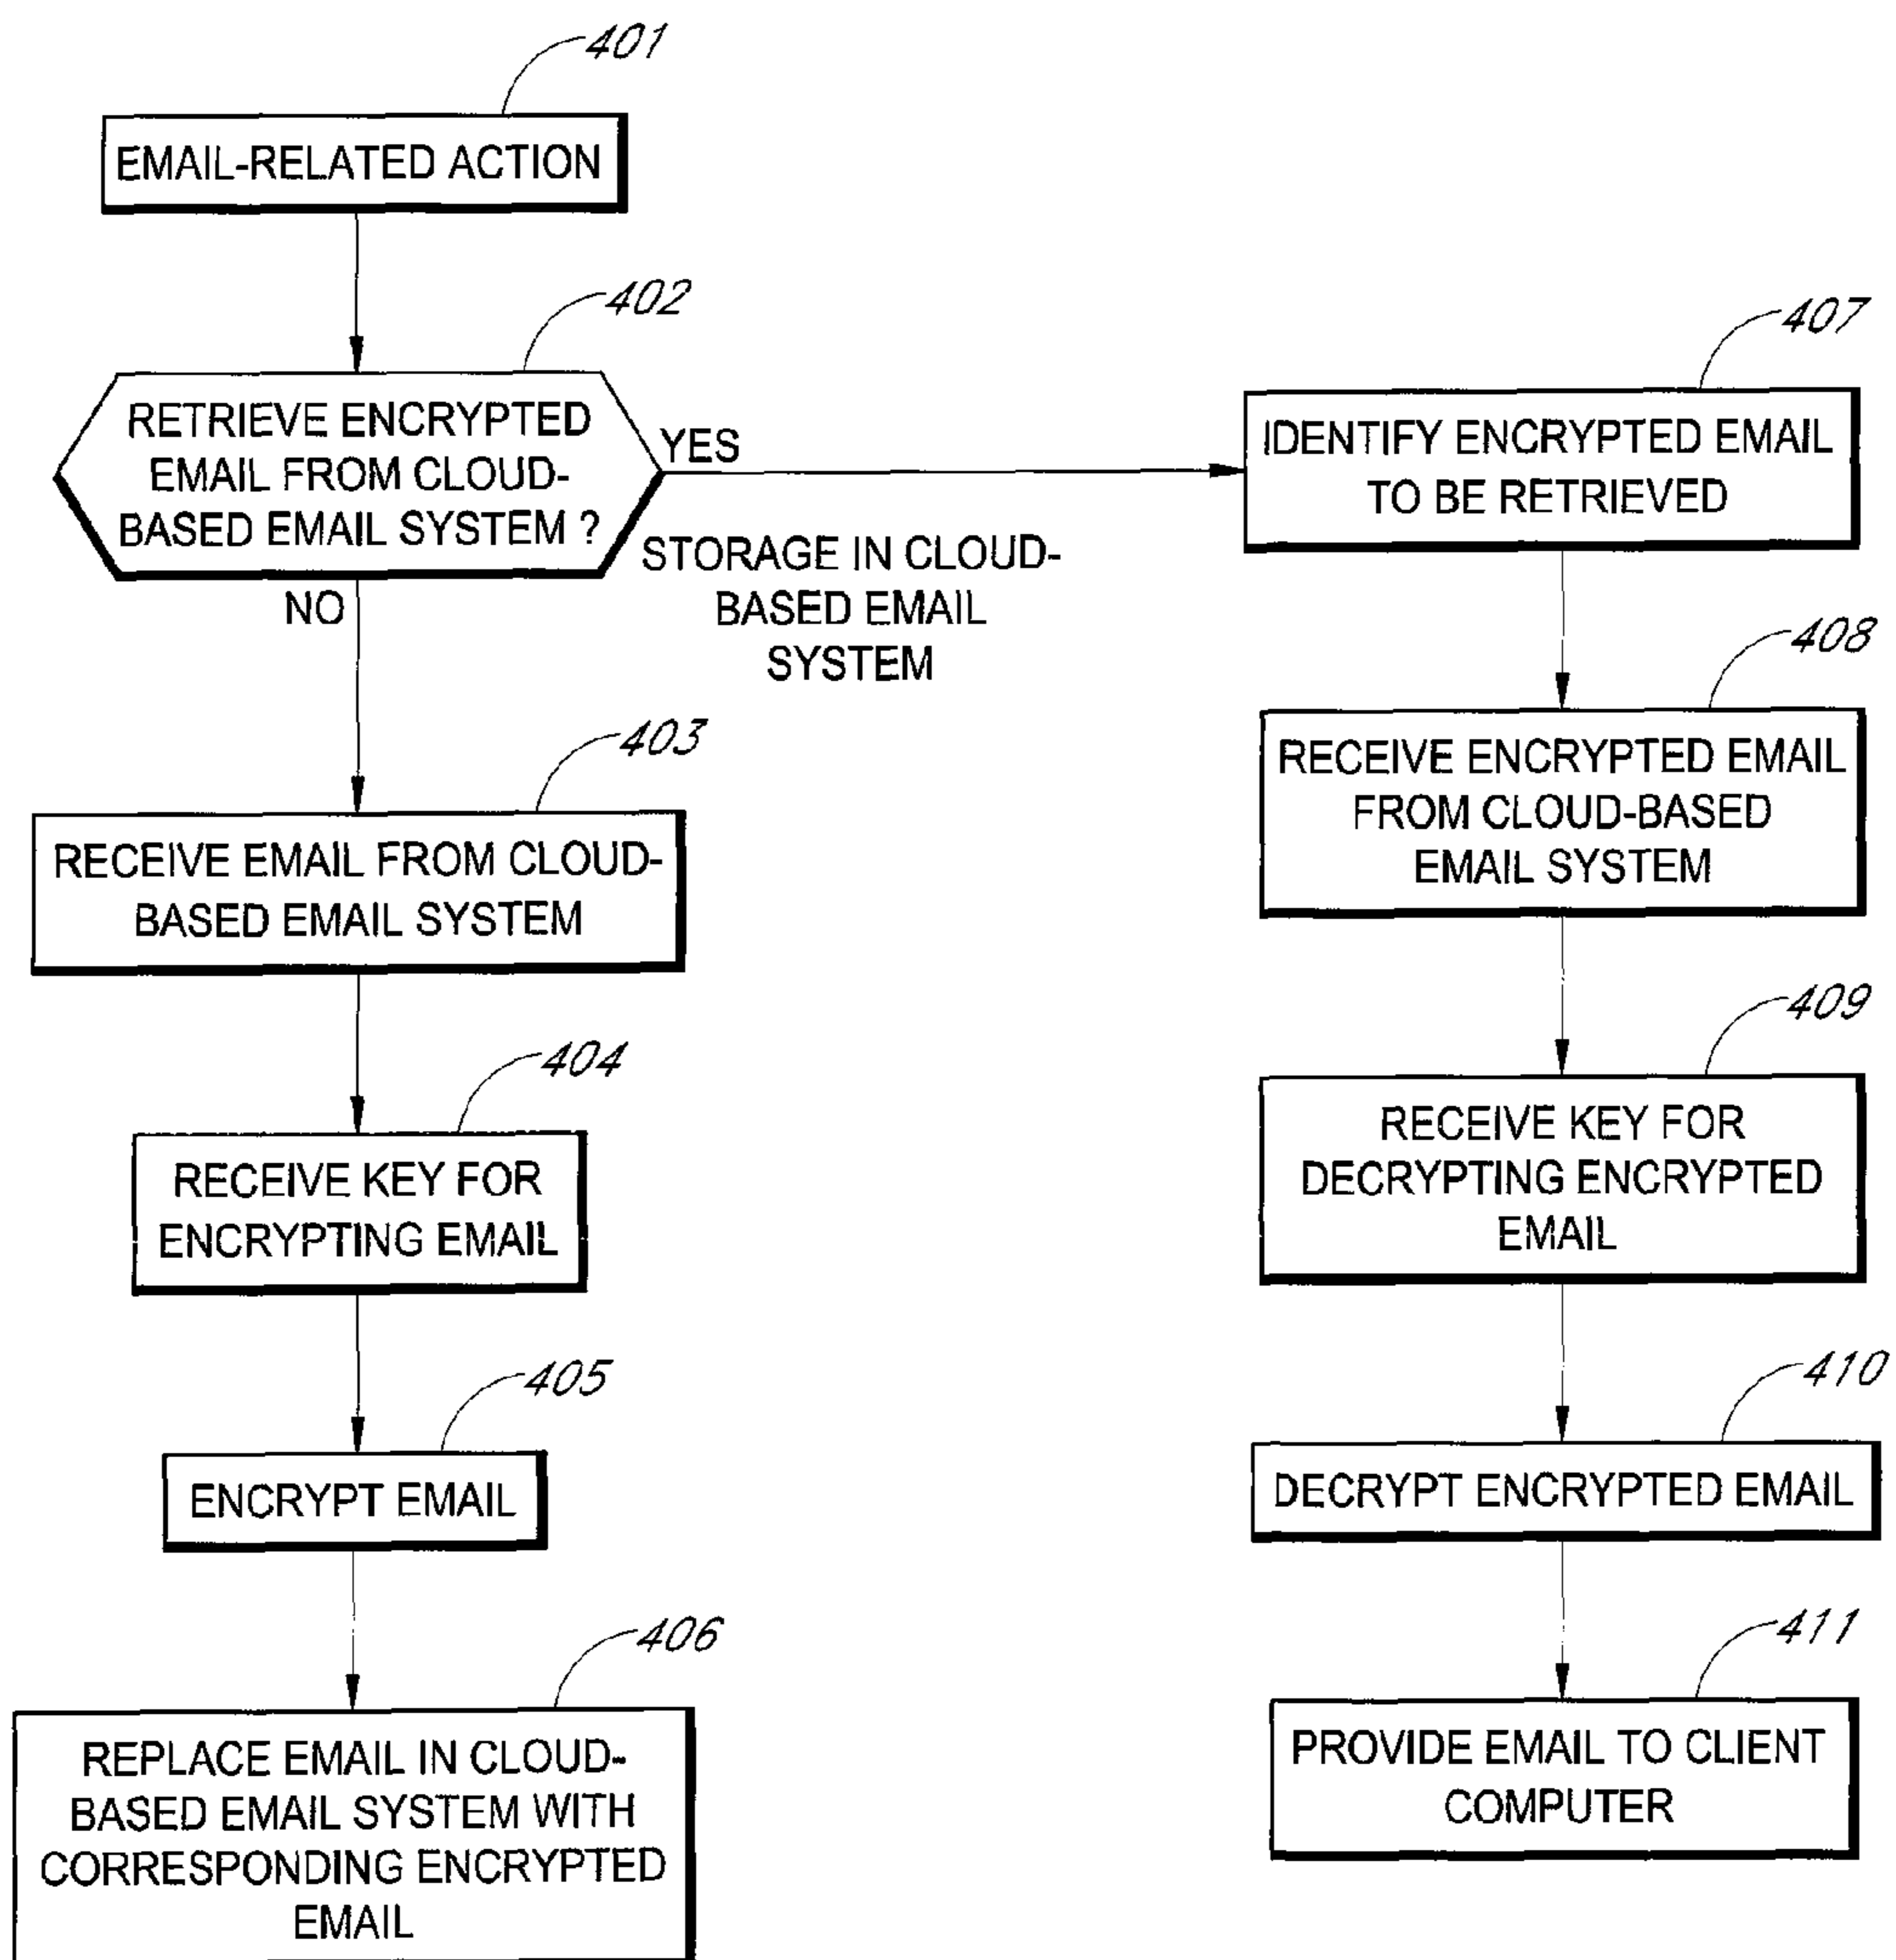 401
EMAIL-RELATED ACTION
402
RETRIEVE ENCRYPTED
EMAIL FROM CLOUD-
BASED EMAIL SYSTEM ?
YES
NO
STORAGE IN CLOUD-
BASED EMAIL
SYSTEM
403
RECEIVE EMAIL FROM CLOUD-
BASED EMAIL SYSTEM
404
RECEIVE KEY FOR
ENCRYPTING EMAIL
405
ENCRYPT EMAIL
406
REPLACE EMAIL IN CLOUD-
BASED EMAIL SYSTEM WITH
CORRESPONDING ENCRYPTED
EMAIL
407
IDENTIFY ENCRYPTED EMAIL
TO BE RETRIEVED
408
RECEIVE ENCRYPTED EMAIL
FROM CLOUD-BASED
EMAIL SYSTEM
409
RECEIVE KEY FOR
DECRYPTING ENCRYPTED
EMAIL
410
DECRYPT ENCRYPTED EMAIL
411
PROVIDE EMAIL TO CLIENT
COMPUTER